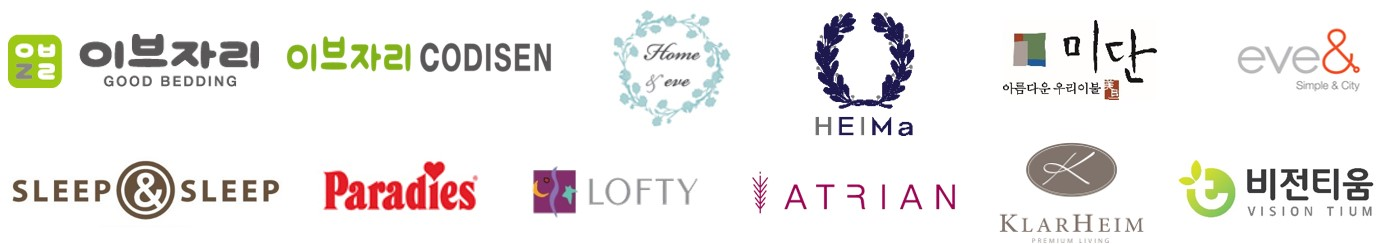 이브자리
GOOD BEDDING
이브자리 CODISEN
Home
& eve
HEIMa
미단
아름다운 우리이불
eve&
Simple & City
SLEEP & SLEEP
Paradies
LOFTY
ATRIAN
K
KLARHEIM
PREMIUM LIVING
t 비전티움
VISION TIUM